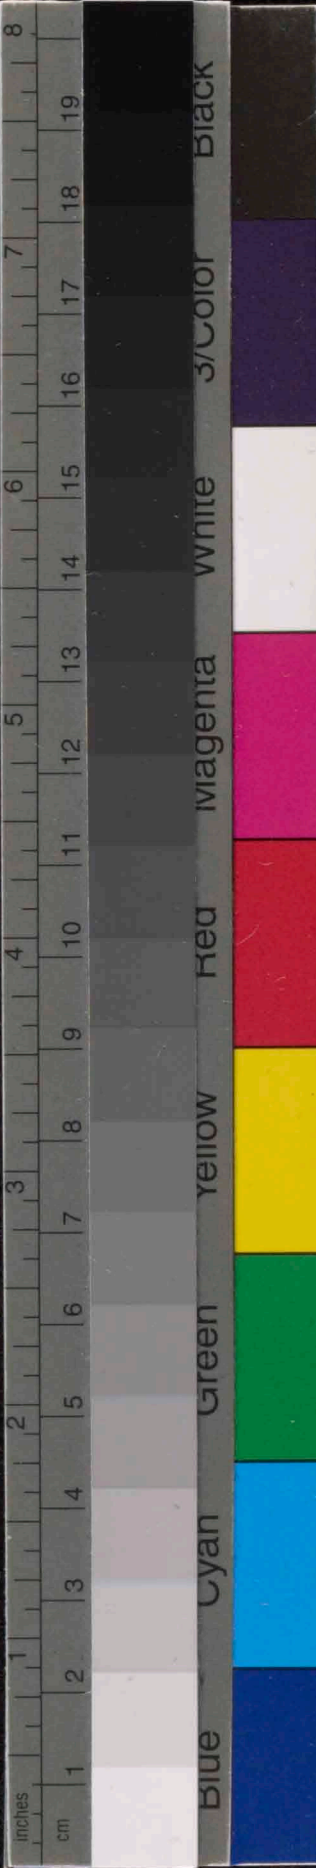 inches 1 2 3 4 5 6 7 8
cm 1 2 3 4 5 6 7 8 9 10 11 12 13 14 15 16 17 18 19
Blue Cyan Green Yellow Red Magenta White 3/Color Black